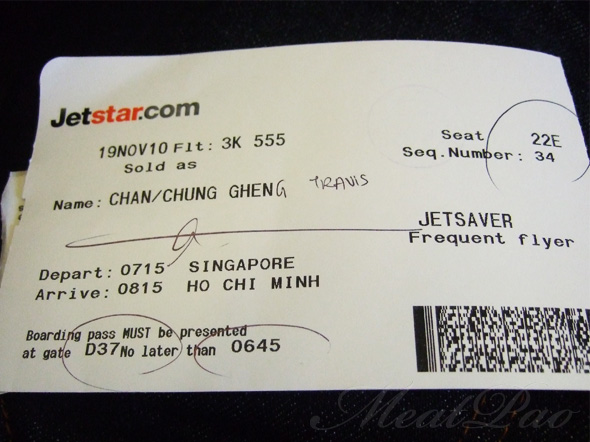 Jetstar.com
19NOV10 Flt: 3K 555
Sold as
Seat 22E
Seq.Number: 34
Name: CHAN/CHUNG GHENG TRAVIS
JETSAVER
Frequent flyer
Depart: 0715 SINGAPORE
Arrive: 0815 HO CHI MINH
Boarding pass MUST be presented
at gate D37 No later than 0645
MeatPao